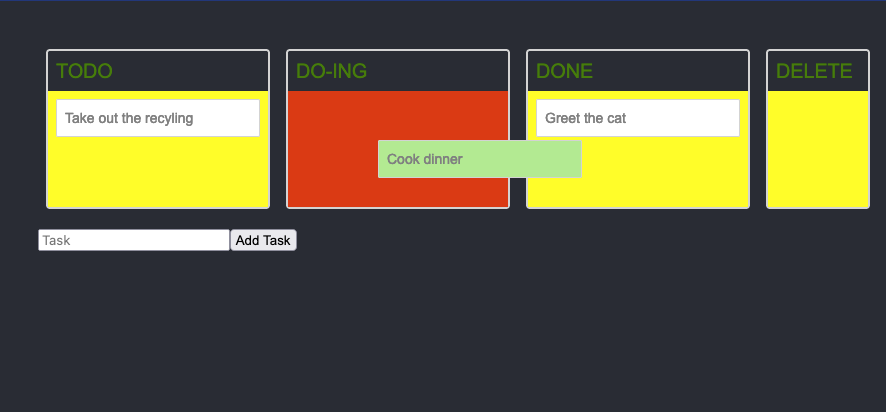 TODO
DO-ING
DONE
DELETE
Take out the recyling
Greet the cat
Cook dinner
Task
Add Task